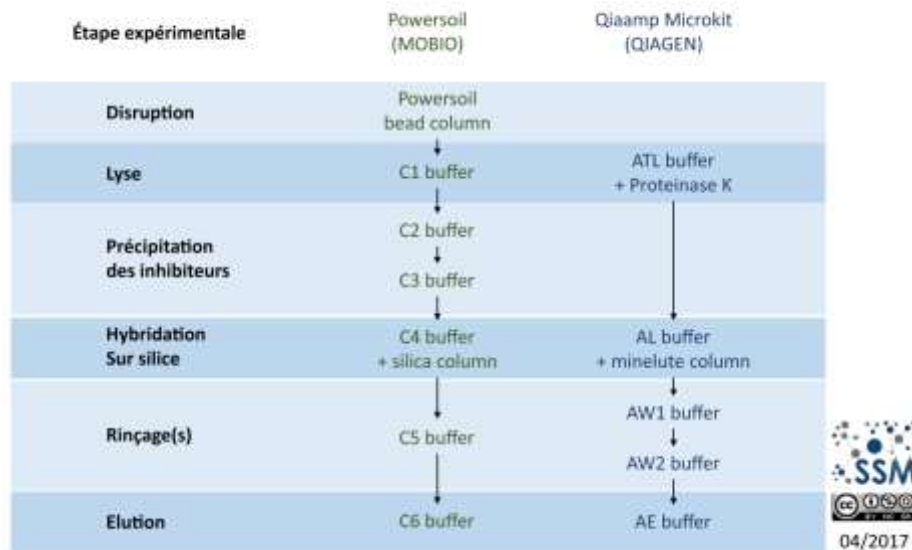 Étape expérimentale
Powersoil
(MOBIO)
Qiaamp Microkit
(QIAGEN)
Disruption
Powersoil
bead column
Lyse
C1 buffer
ATL buffer
+ Proteinase K
Précipitation
des inhibiteurs
C2 buffer
C3 buffer
Hybridation
Sur silice
C4 buffer
+ silica column
AL buffer
+ minelute column
Rinçage(s)
C5 buffer
AW1 buffer
AW2 buffer
Elution
C6 buffer
AE buffer
SSM
cc
04/2017